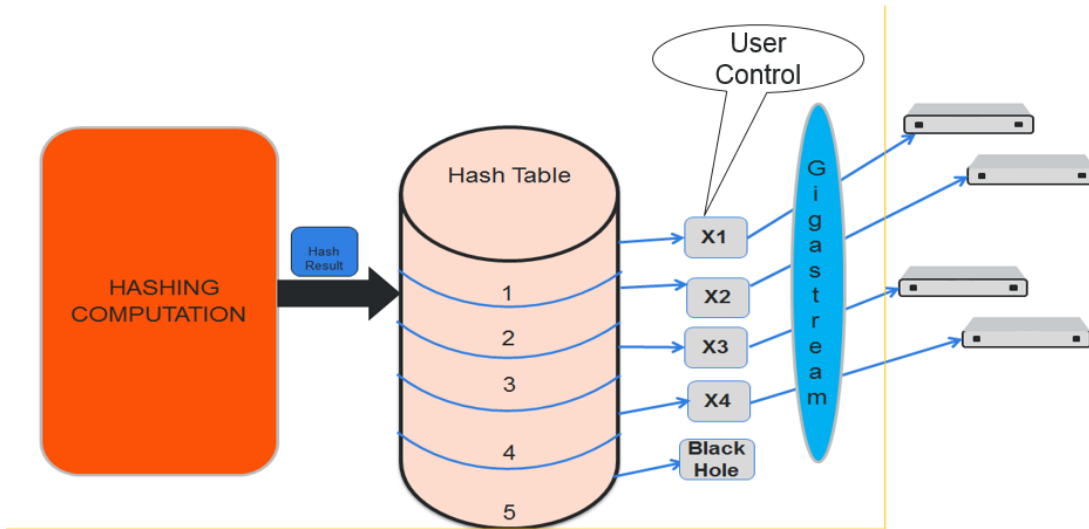 User
Control
HASHING
COMPUTATION
Hash
Result
Hash Table
1
2
3
4
5
X1
X2
X3
X4
Black
Hole
Gigastream